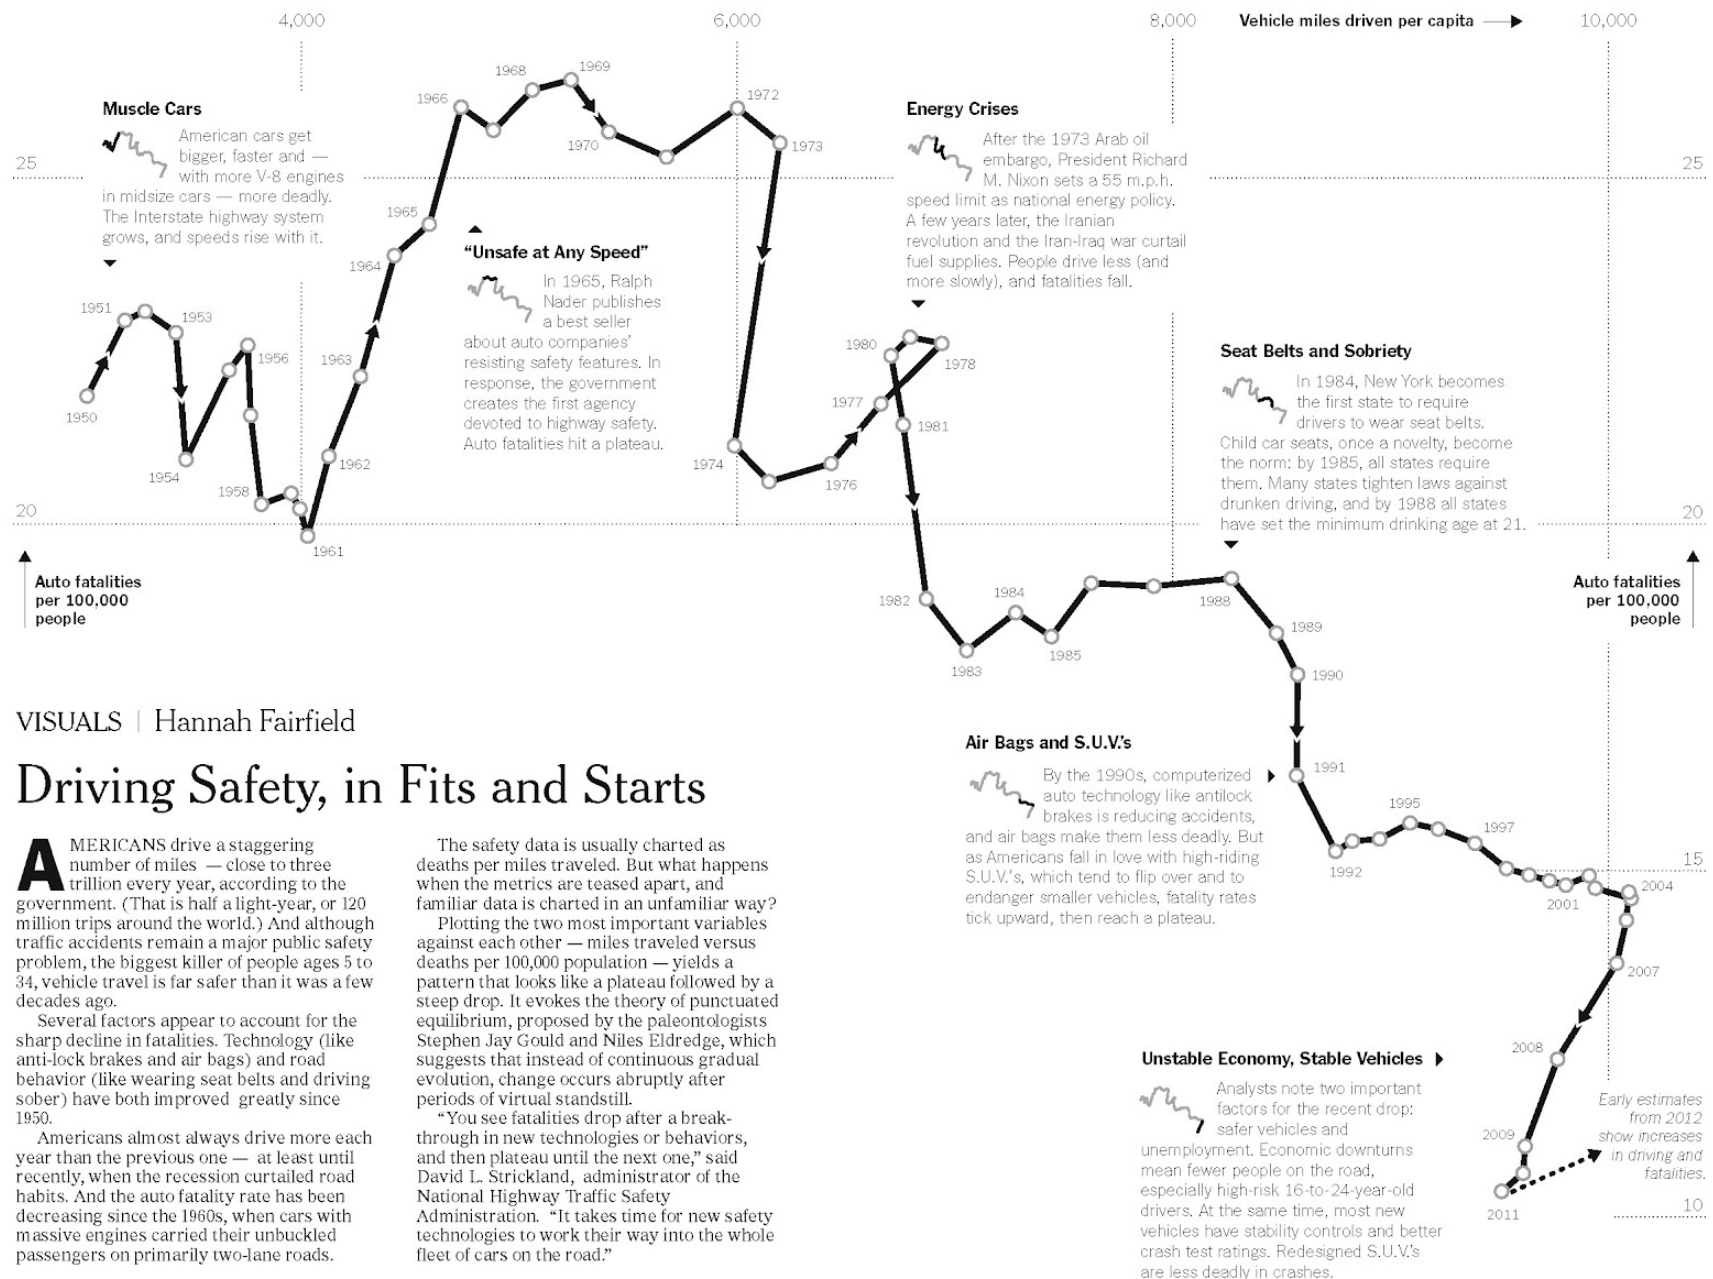 4,000
6,000
8,000
Vehicle miles driven per capita
10,000
25
25
20
20
15
10
Auto fatalities
per 100,000
people
Auto fatalities
per 100,000
people
Muscle Cars
American cars get
bigger, faster and —
with more V-8 engines
in midsize cars — more deadly.
The Interstate highway system
grows, and speeds rise with it.
“Unsafe at Any Speed”
In 1965, Ralph
Nader publishes
a best seller
about auto companies’
resisting safety features. In
response, the government
creates the first agency
devoted to highway safety.
Auto fatalities hit a plateau.
Energy Crises
After the 1973 Arab oil
embargo, President Richard
M. Nixon sets a 55 m.p.h.
speed limit as national energy policy.
A few years later, the Iranian
revolution and the Iran-Iraq war curtail
fuel supplies. People drive less (and
more slowly), and fatalities fall.
Seat Belts and Sobriety
In 1984, New York becomes
the first state to require
drivers to wear seat belts.
Child car seats, once a novelty, become
the norm: by 1985, all states require
them. Many states tighten laws against
drunken driving, and by 1988 all states
have set the minimum drinking age at 21.
Air Bags and S.U.V.’s
By the 1990s, computerized
auto technology like antilock
brakes is reducing accidents,
and air bags make them less deadly. But
as Americans fall in love with high-riding
S.U.V.’s, which tend to flip over and to
endanger smaller vehicles, fatality rates
tick upward, then reach a plateau.
Unstable Economy, Stable Vehicles
Analysts note two important
factors for the recent drop:
safer vehicles and
unemployment. Economic downturns
mean fewer people on the road,
especially high-risk 16-to-24-year-old
drivers. At the same time, most new
vehicles have stability controls and better
crash test ratings. Redesigned S.U.V.’s
are less deadly in crashes.
Early estimates
from 2012
show increases
in driving and
fatalities.
1950
1951
1953
1954
1956
1958
1961
1962
1963
1964
1965
1966
1968
1969
1970
1972
1973
1974
1976
1977
1978
1980
1981
1982
1983
1984
1985
1988
1989
1990
1991
1992
1995
1997
2001
2004
2007
2008
2009
2011
VISUALS | Hannah Fairfield
Driving Safety, in Fits and Starts
AMERICANS drive a staggering
number of miles — close to three
trillion every year, according to the
government. (That is half a light-year, or 120
million trips around the world.) And although
traffic accidents remain a major public safety
problem, the biggest killer of people ages 5 to
34, vehicle travel is far safer than it was a few
decades ago.
Several factors appear to account for the
sharp decline in fatalities. Technology (like
anti-lock brakes and air bags) and road
behavior (like wearing seat belts and driving
sober) have both improved greatly since
1950.
Americans almost always drive more each
year than the previous one — at least until
recently, when the recession curtailed road
habits. And the auto fatality rate has been
decreasing since the 1960s, when cars with
massive engines carried their unbuckled
passengers on primarily two-lane roads.
The safety data is usually charted as
deaths per miles traveled. But what happens
when the metrics are teased apart, and
familiar data is charted in an unfamiliar way?
Plotting the two most important variables
against each other — miles traveled versus
deaths per 100,000 population — yields a
pattern that looks like a plateau followed by a
steep drop. It evokes the theory of punctuated
equilibrium, proposed by the paleontologists
Stephen Jay Gould and Niles Eldredge, which
suggests that instead of continuous gradual
evolution, change occurs abruptly after
periods of virtual standstill.
“You see fatalities drop after a break-
through in new technologies or behaviors,
and then plateau until the next one,” said
David L. Strickland, administrator of the
National Highway Traffic Safety
Administration. “It takes time for new safety
technologies to work their way into the whole
fleet of cars on the road.”